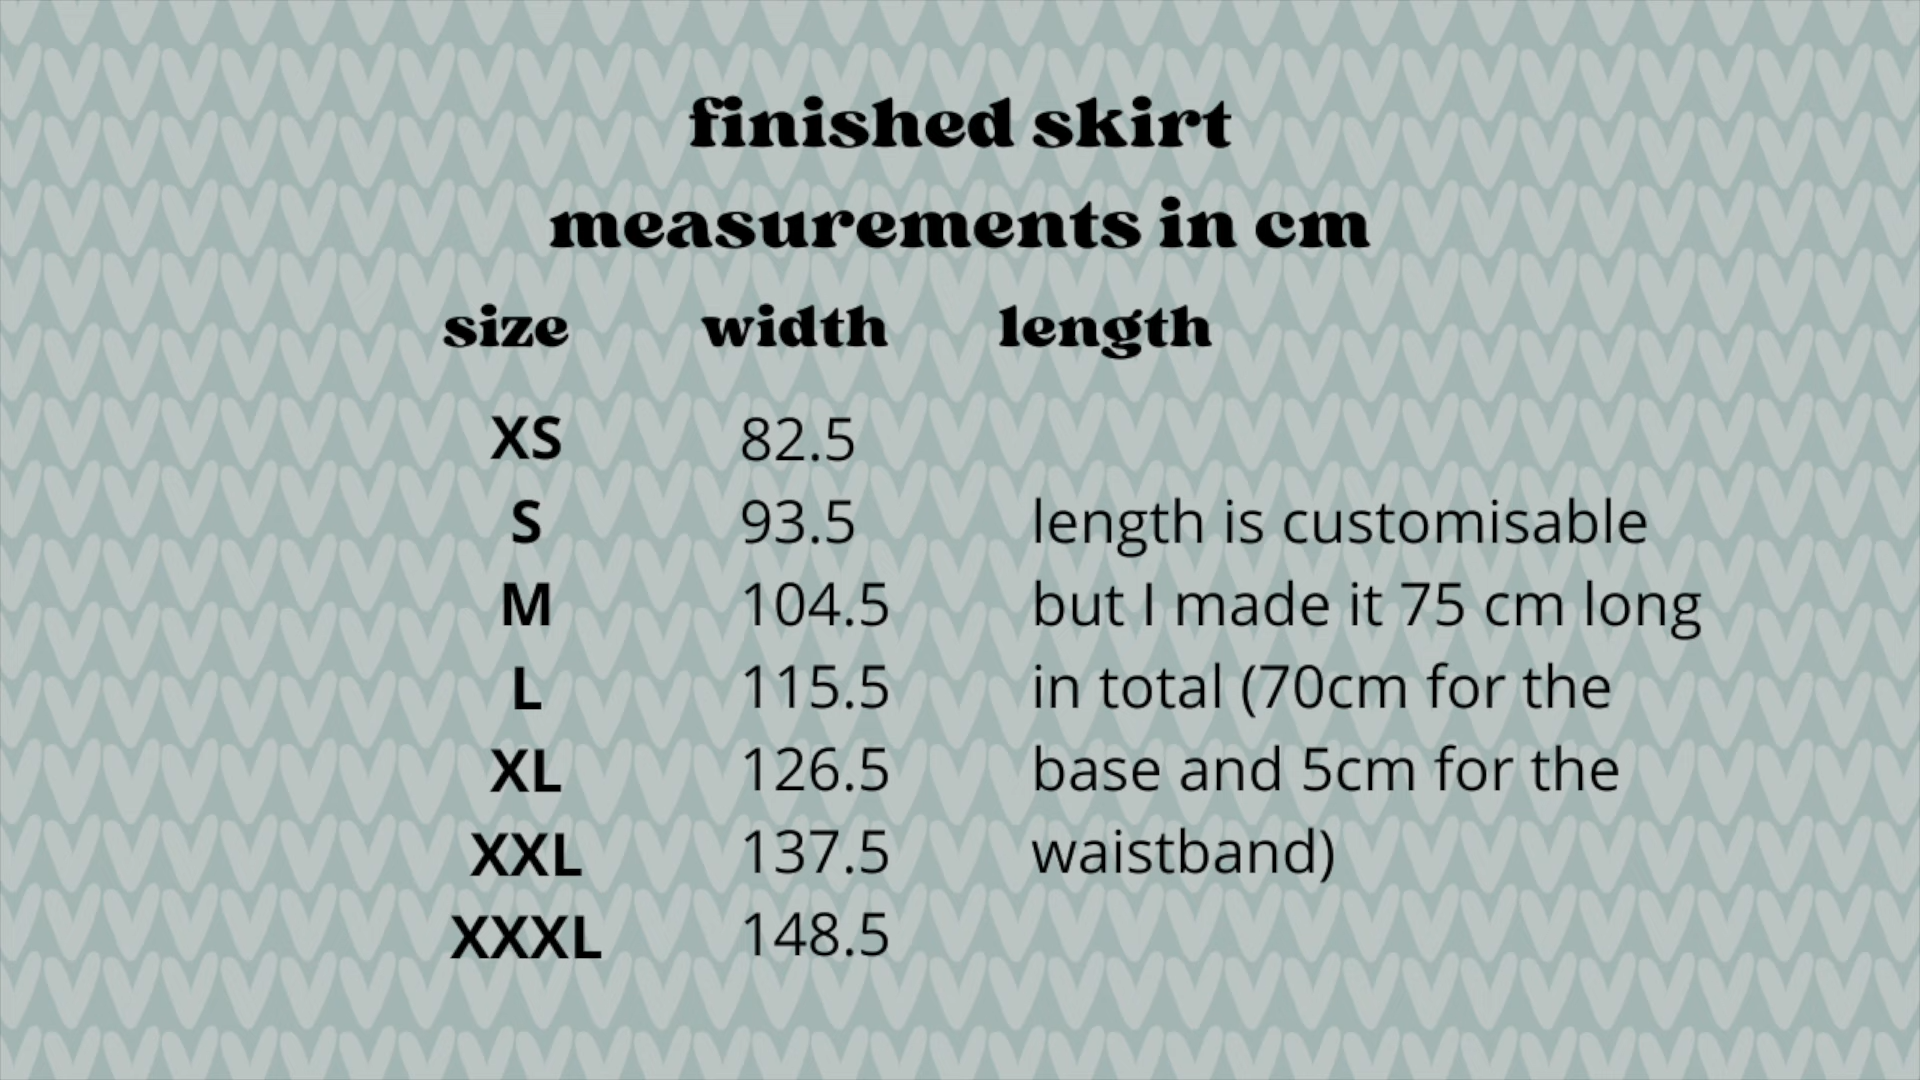 finished skirt
measurements in cm
size width length
XS 82.5
S 93.5 length is customisable
M 104.5 but I made it 75 cm long
L 115.5 in total (70cm for the
XL 126.5 base and 5cm for the
XXL 137.5 waistband)
XXXL 148.5